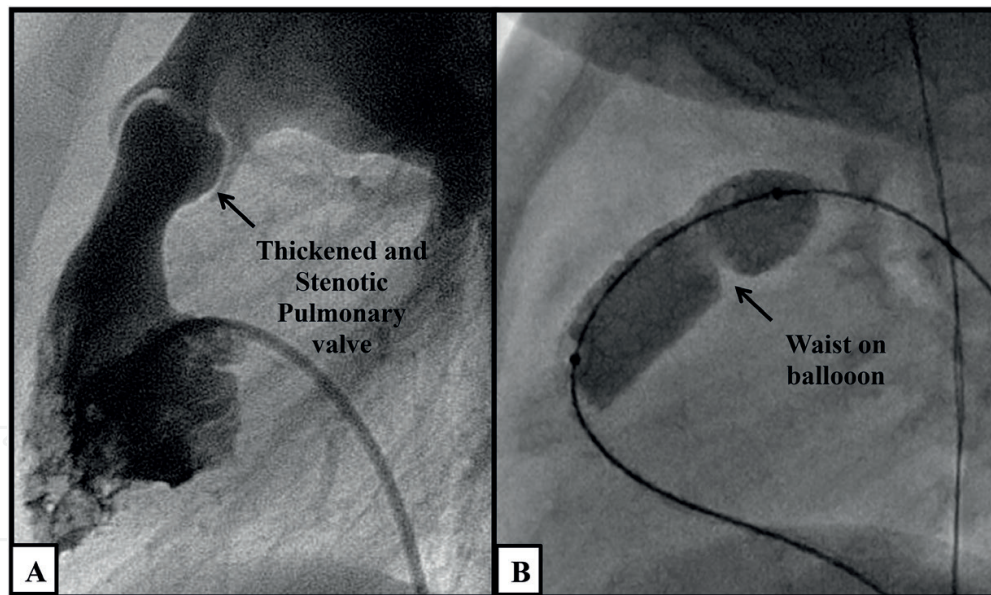 Thickened and
Stenotic
Pulmonary
valve
A
Waist on
ballooon
B